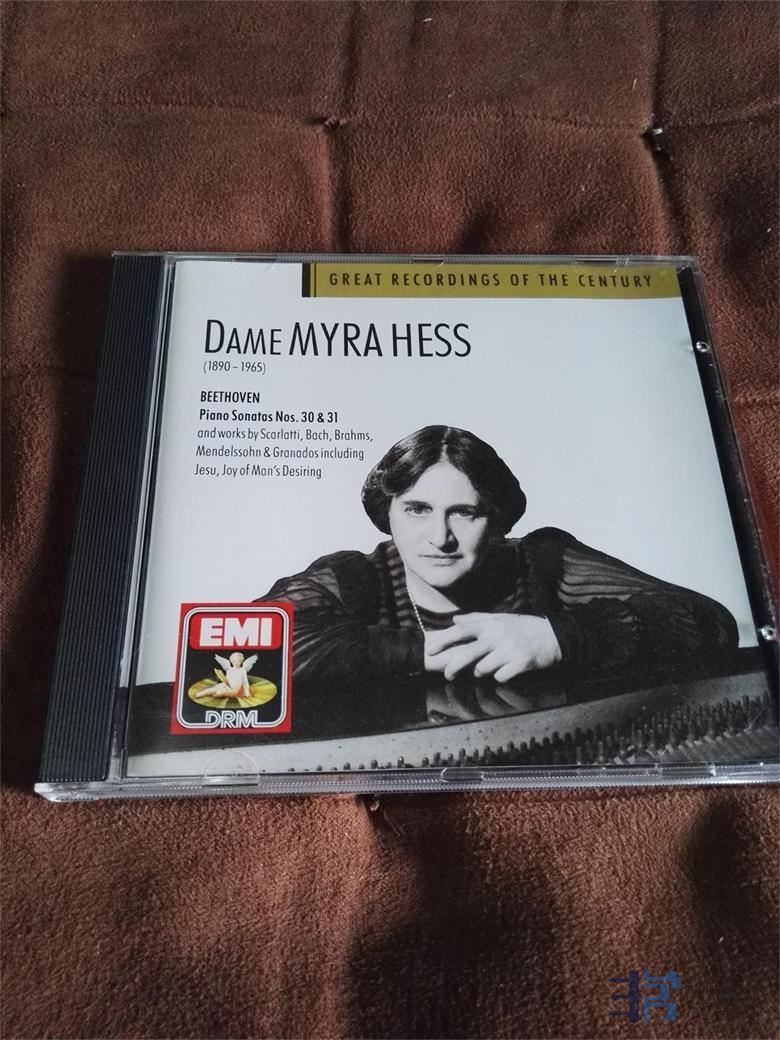 GREAT RECORDINGS OF THE CENTURY
DAME MYRA HESS
(1890 – 1965)
BEETHOVEN
Piano Sonatas Nos. 30 & 31
and works by Scarlatti, Bach, Brahms,
Mendelssohn & Granados including
Jesu, Joy of Man's Desiring
EMI
DRM